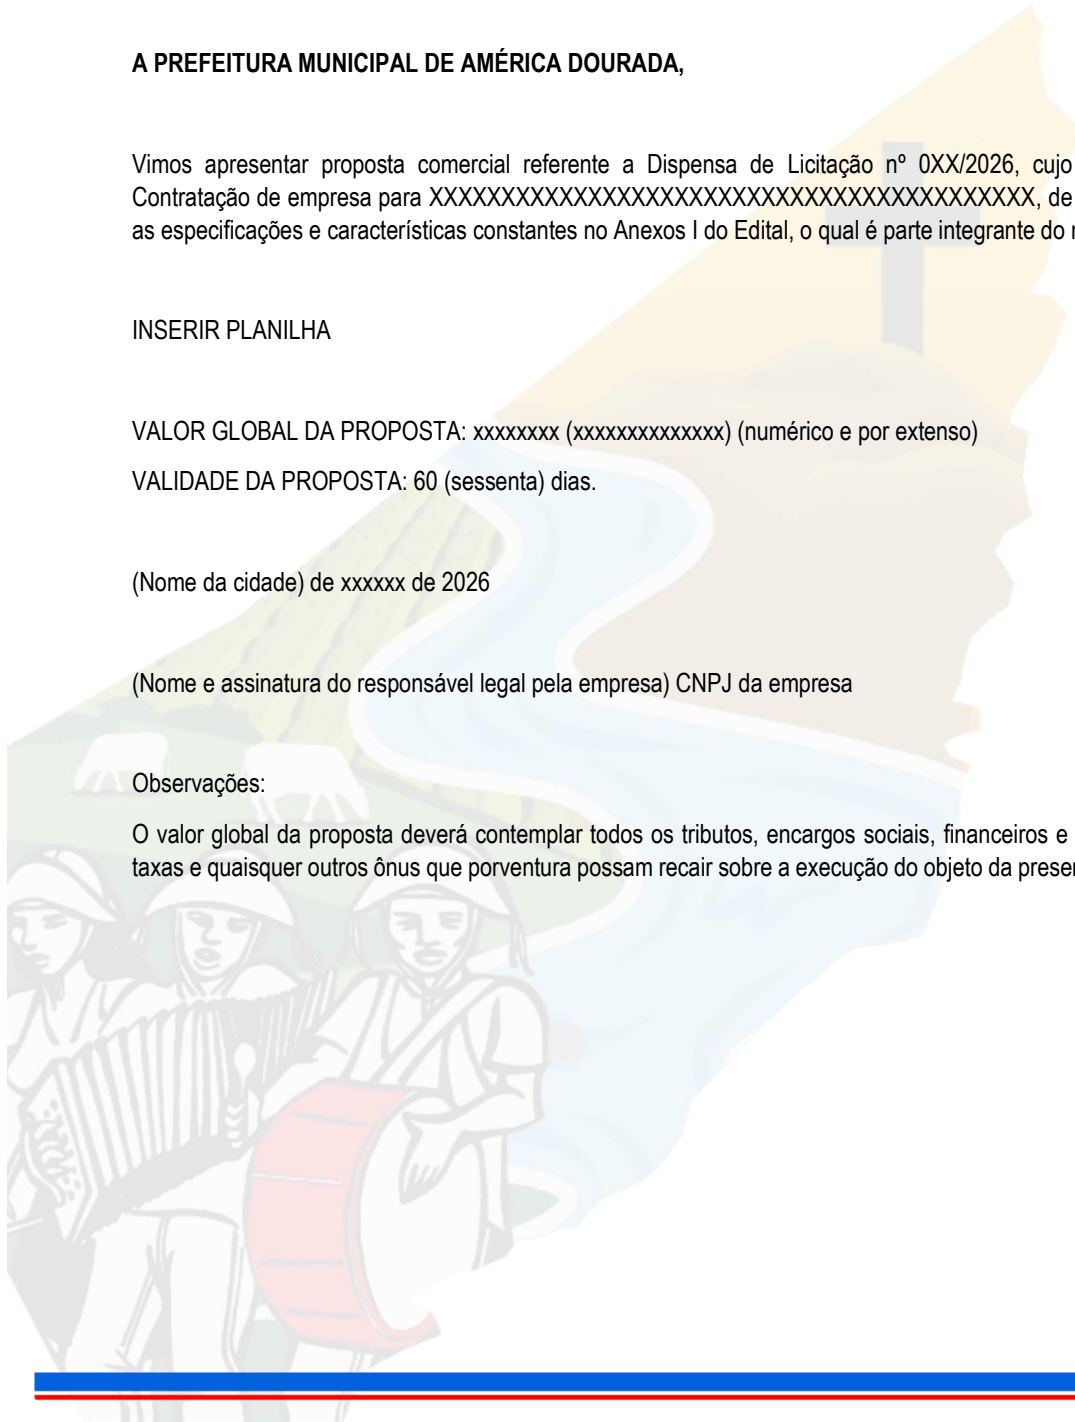 A PREFEITURA MUNICIPAL DE AMÉRICA DOURADA,
Vimos apresentar proposta comercial referente a Dispensa de Licitação nº 0XX/2026, cujo
Contratação de empresa para XXXXXXXXXXXXXXXXXXXXXXXXXXXXXXXXXXXXXXXXXX, de
as especificações e características constantes no Anexos I do Edital, o qual é parte integrante do
INSERIR PLANILHA
VALOR GLOBAL DA PROPOSTA: xxxxxxxx (xxxxxxxxxxxxxx) (numérico e por extenso)
VALIDADE DA PROPOSTA: 60 (sessenta) dias.
(Nome da cidade) de xxxxxx de 2026
(Nome e assinatura do responsável legal pela empresa) CNPJ da empresa
Observações:
O valor global da proposta deverá contemplar todos os tributos, encargos sociais, financeiros e
taxas e quaisquer outros ônus que porventura possam recair sobre a execução do objeto da